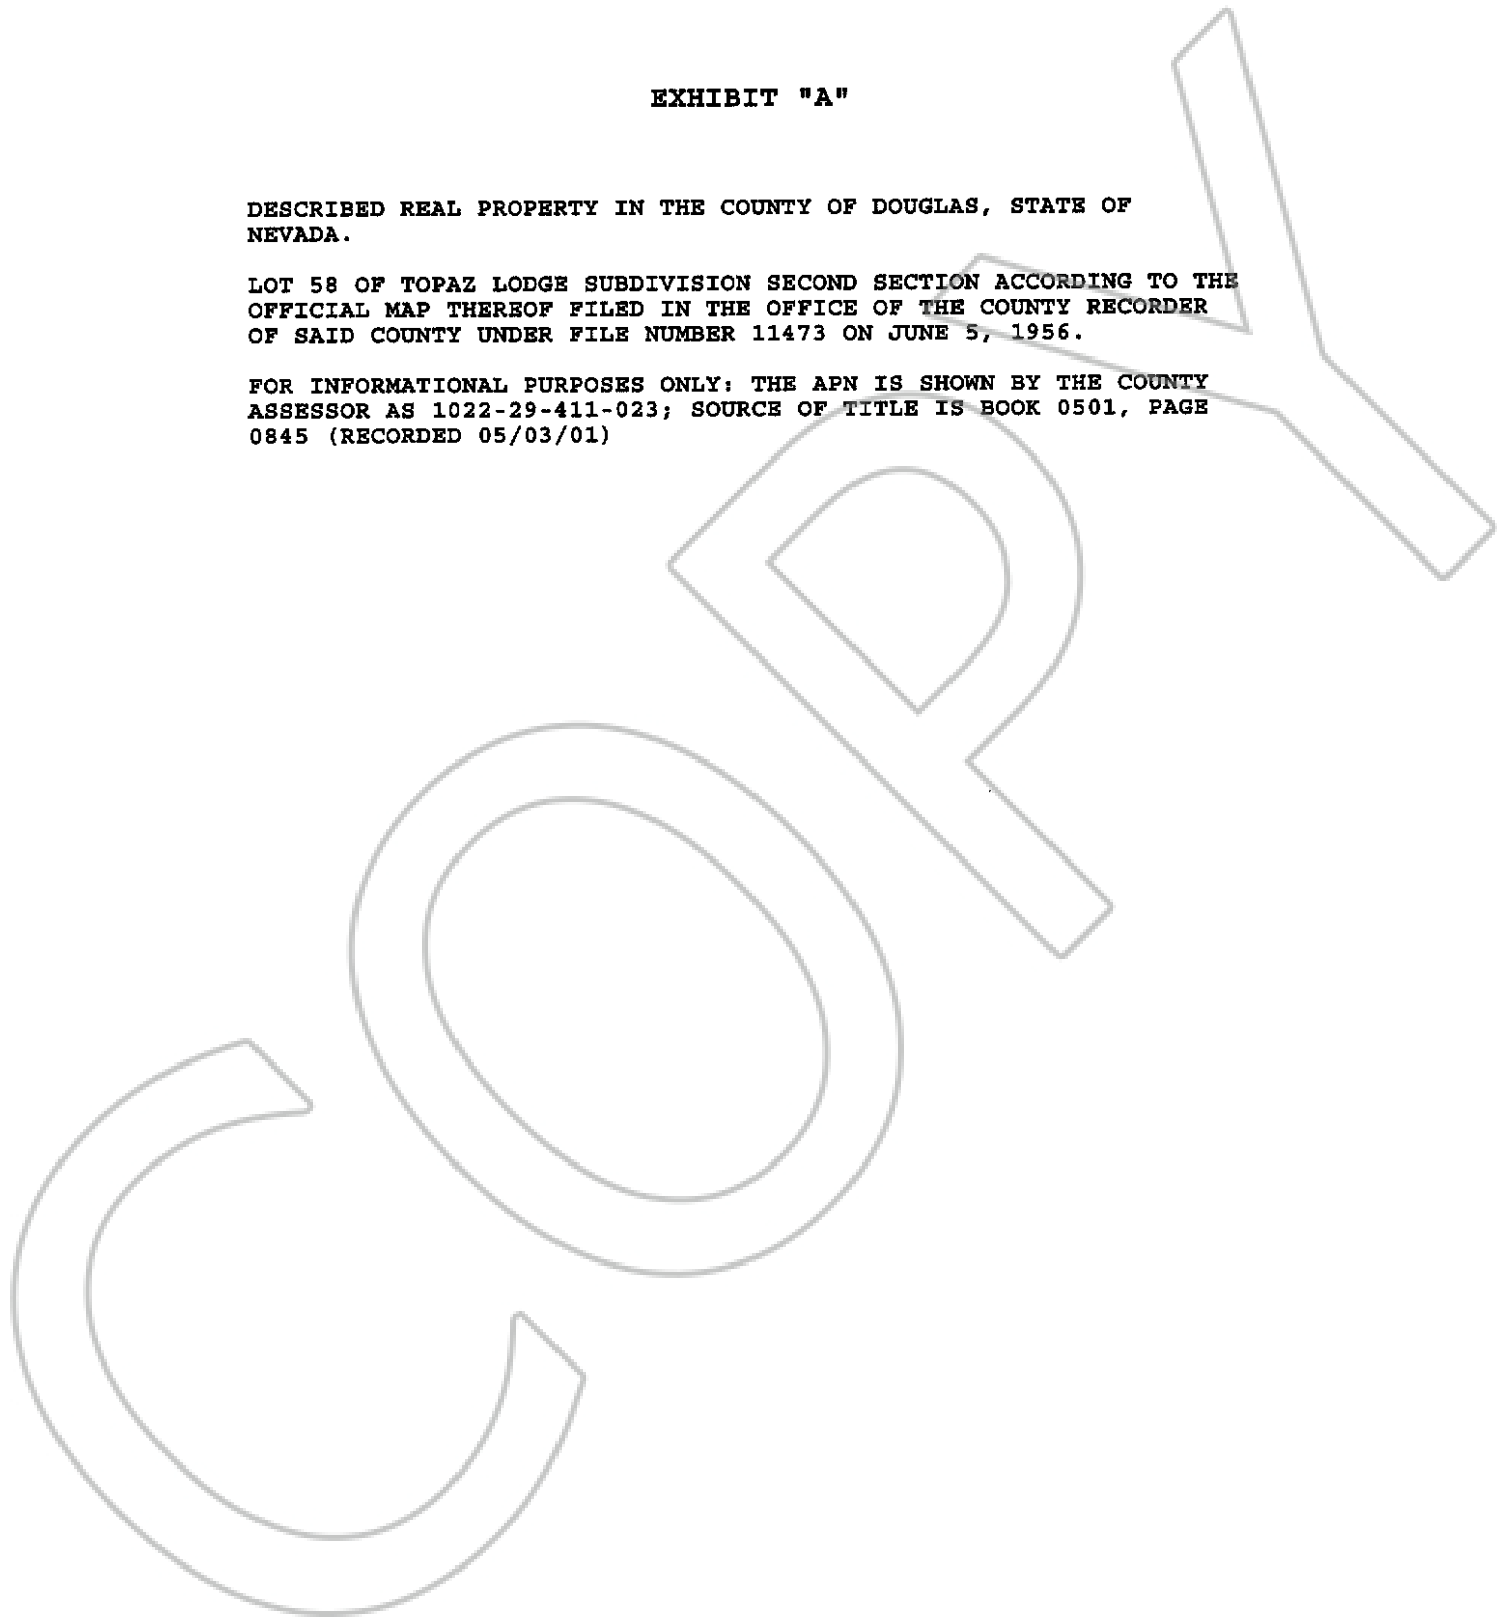 EXHIBIT "A"
DESCRIBED REAL PROPERTY IN THE COUNTY OF DOUGLAS, STATE OF
NEVADA.
LOT 58 OF TOPAZ LODGE SUBDIVISION SECOND SECTION ACCORDING TO THE
OFFICIAL MAP THEREOF FILED IN THE OFFICE OF THE COUNTY RECORDER
OF SAID COUNTY UNDER FILE NUMBER 11473 ON JUNE 5, 1956.
FOR INFORMATIONAL PURPOSES ONLY: THE APN IS SHOWN BY THE COUNTY
ASSESSOR AS 1022-29-411-023; SOURCE OF TITLE IS BOOK 0501, PAGE
0845 (RECORDED 05/03/01)
COPY